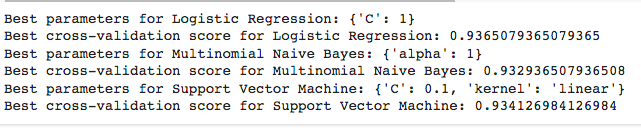 Best parameters for Logistic Regression: {'C': 1}
Best cross-validation score for Logistic Regression: 0.9365079365079365
Best parameters for Multinomial Naive Bayes: {'alpha': 1}
Best cross-validation score for Multinomial Naive Bayes: 0.932936507936508
Best parameters for Support Vector Machine: {'C': 0.1, 'kernel': 'linear'}
Best cross-validation score for Support Vector Machine: 0.934126984126984